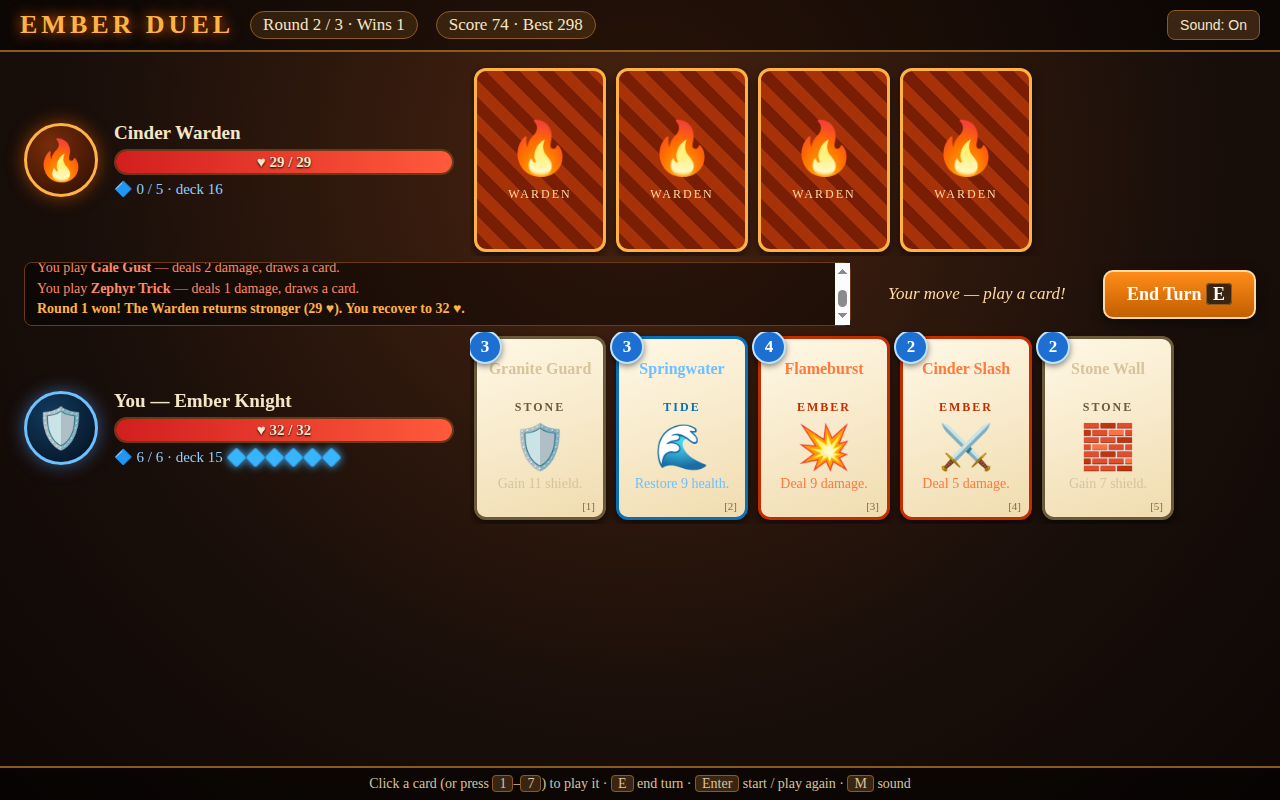 EMBER DUEL
Round 2 / 3 · Wins 1
Score 74 · Best 298
Sound: On
Cinder Warden
♥ 29 / 29
0 / 5 · deck 16
WARDEN
WARDEN
WARDEN
WARDEN
You play Gale Gust — deals 2 damage, draws a card.
You play Zephyr Trick — deals 1 damage, draws a card.
Round 1 won! The Warden returns stronger (29 ♥). You recover to 32 ♥.
Your move — play a card!
End Turn E
You — Ember Knight
♥ 32 / 32
6 / 6 · deck 15
3
Granite Guard
STONE
Gain 11 shield.
[1]
3
Springwater
TIDE
Restore 9 health.
[2]
4
Flameburst
EMBER
Deal 9 damage.
[3]
2
Cinder Slash
EMBER
Deal 5 damage.
[4]
2
Stone Wall
STONE
Gain 7 shield.
[5]
Click a card (or press 1–7) to play it · E end turn · Enter start / play again · M sound